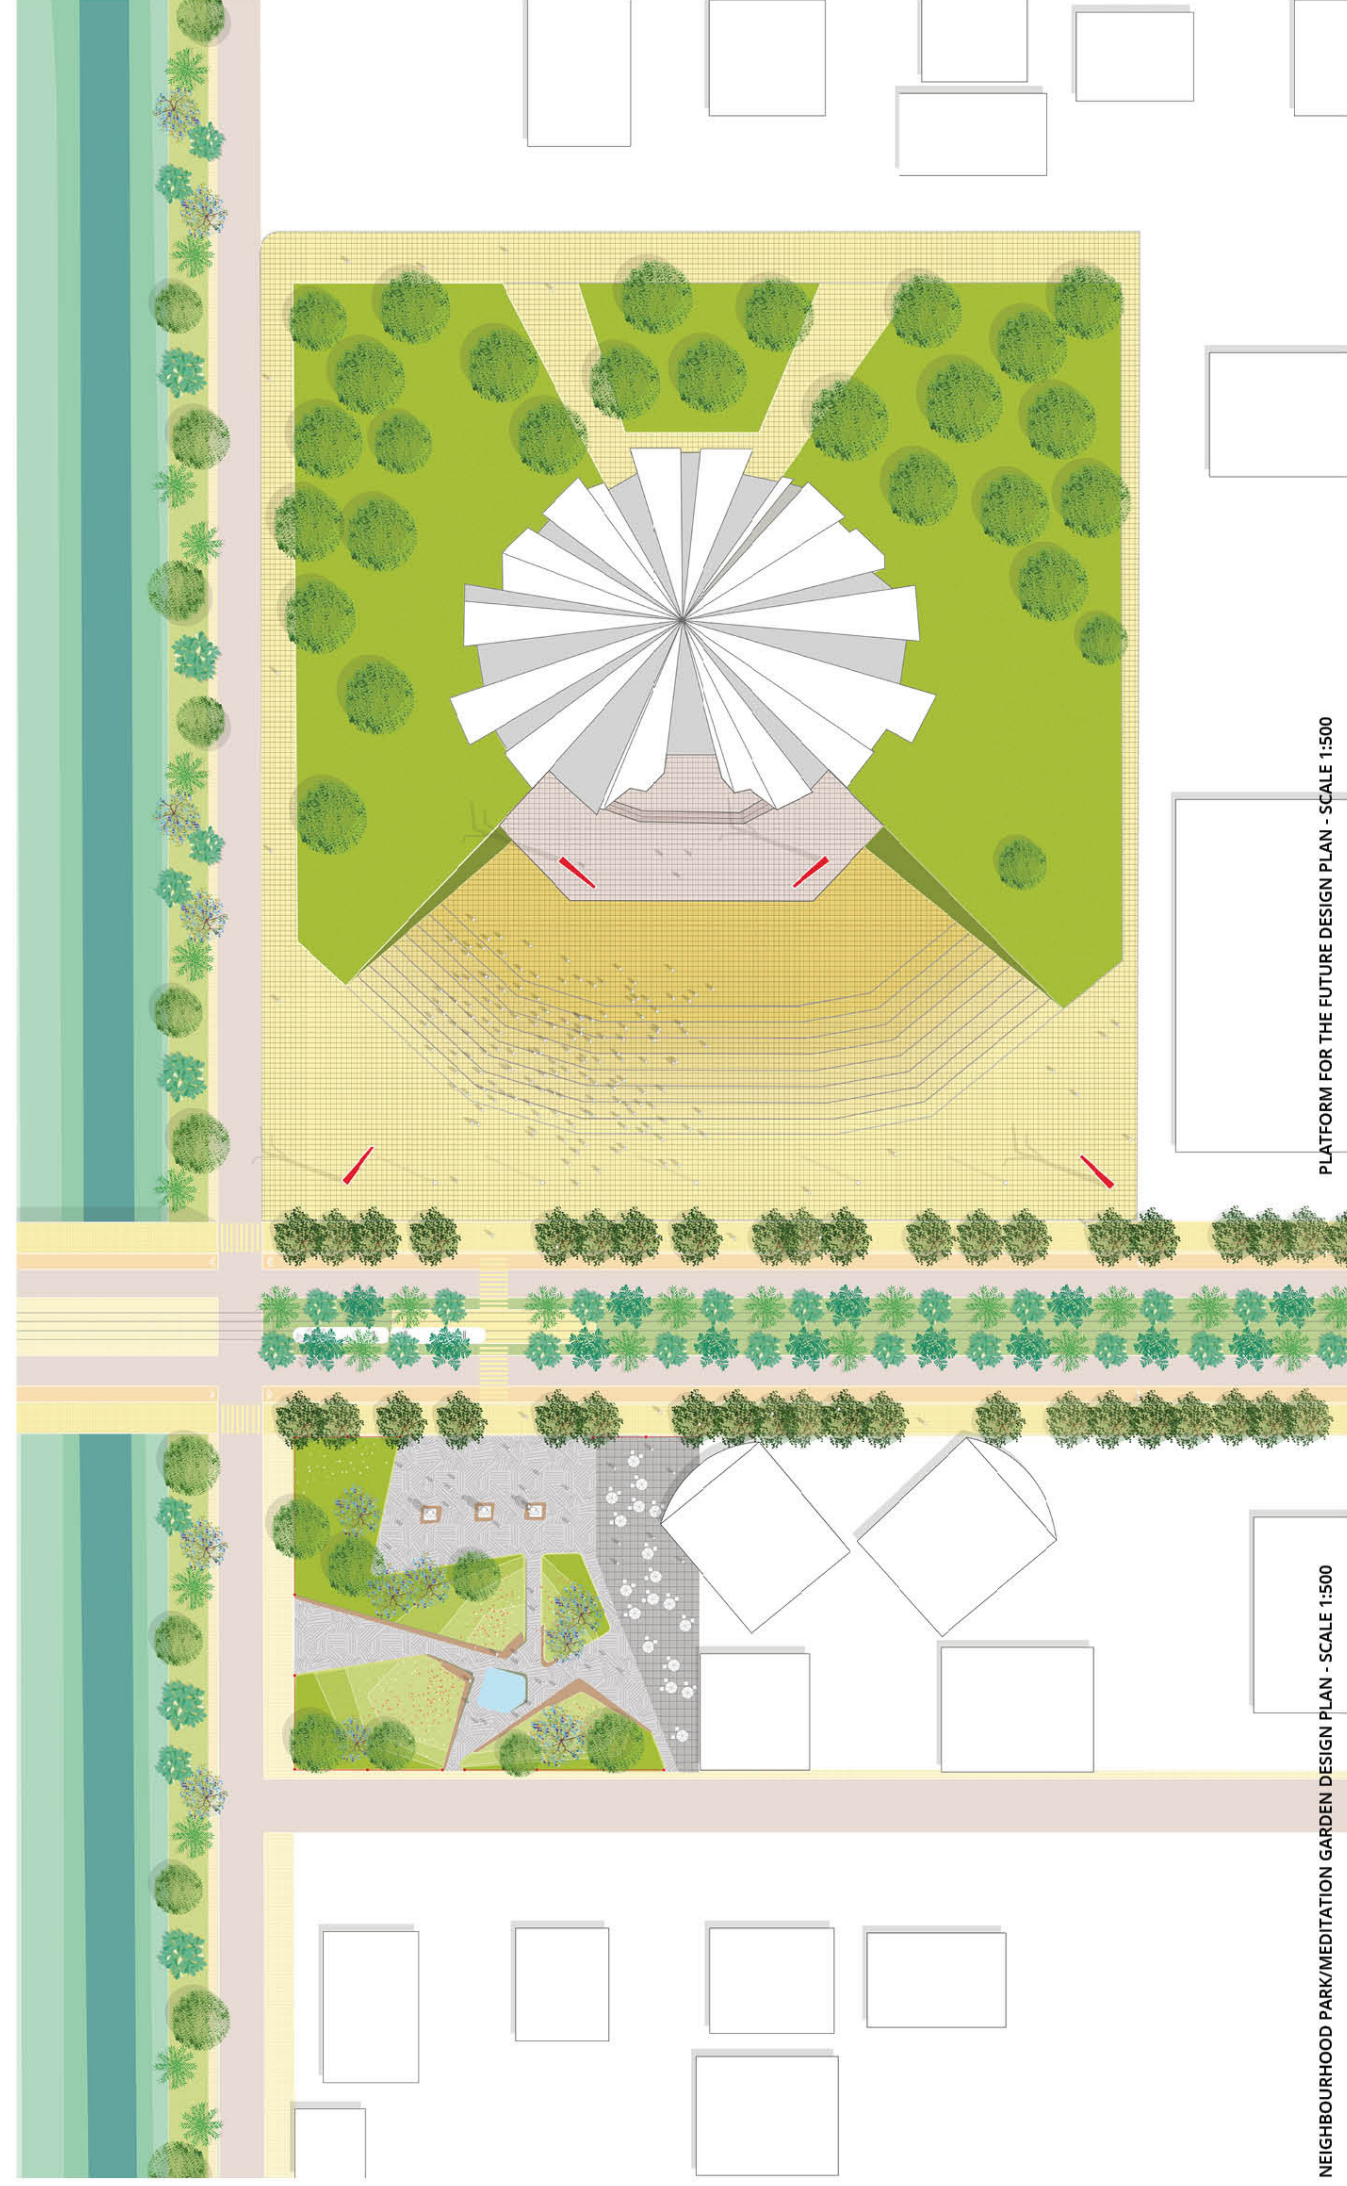 PLATFORM FOR THE FUTURE DESIGN PLAN - SCALE 1:500
NEIGHBOURHOOD PARK/MEDITATION GARDEN DESIGN PLAN - SCALE 1:500